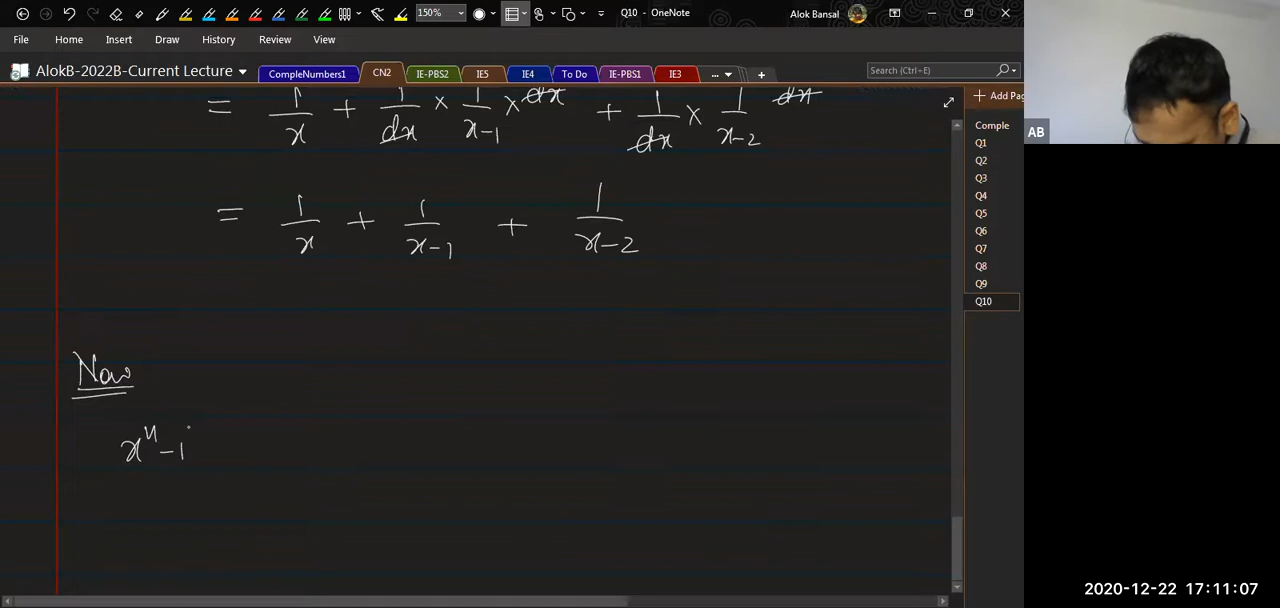 150%
Q10 - OneNote
Alok Bansal
File Home Insert Draw History Review View
AlokB-2022B-Current Lecture
CompleNumbers1 CN2 IE-PBS2 IE5 IE4 To Do IE-PBS1 IE3 ...
Search (Ctrl+E)
Add Pag
AB
Comple
Q1
Q2
Q3
Q4
Q5
Q6
Q7
Q8
Q9
Q10
= 1/x + 1/dx × 1/x-1 × dx + 1/dx × 1/x-2 dx
= 1/x + 1/x-1 + 1/x-2
Now
x⁴ - 1
2020-12-22 17:11:07